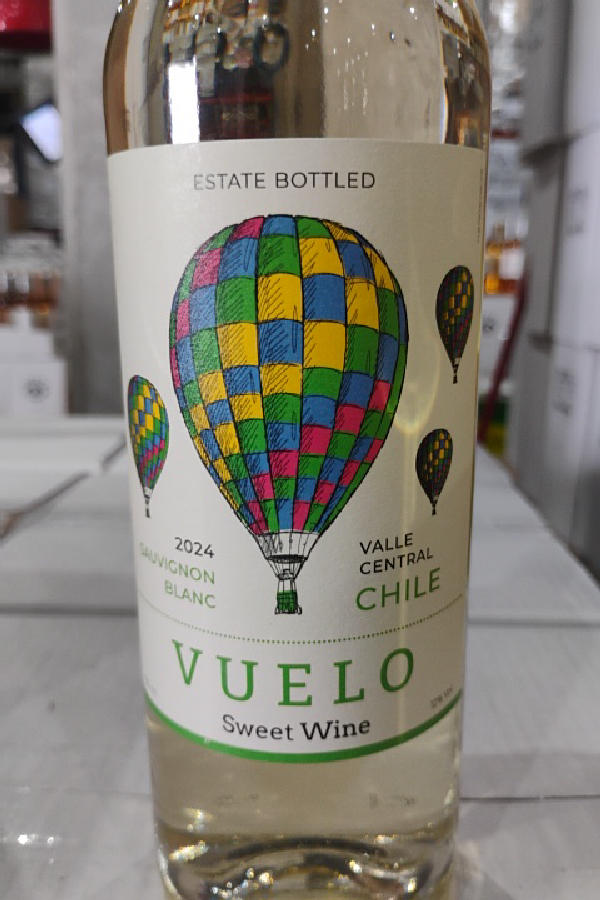 ESTATE BOTTLED
2024
SAUVIGNON
BLANC
VALLE
CENTRAL
CHILE
VUELO
Sweet Wine